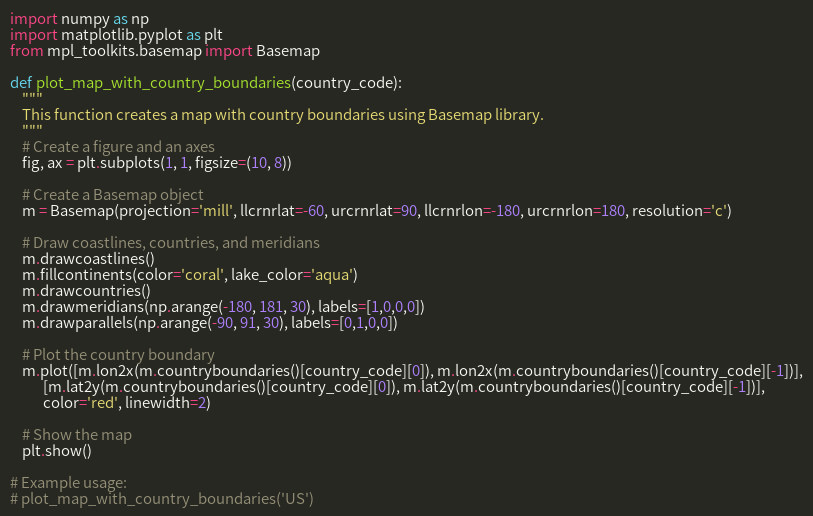 import numpy as np
import matplotlib.pyplot as plt
from mpl_toolkits.basemap import Basemap

def plot_map_with_country_boundaries(country_code):
    """
    This function creates a map with country boundaries using Basemap library.
    """
    # Create a figure and an axes
    fig, ax = plt.subplots(1, 1, figsize=(10, 8))

    # Create a Basemap object
    m = Basemap(projection='mill', llcrnrlat=-60, urcrnrlat=90, llcrnrlon=-180, urcrnrlon=180, resolution='c')

    # Draw coastlines, countries, and meridians
    m.drawcoastlines()
    m.fillcontinents(color='coral', lake_color='aqua')
    m.drawcountries()
    m.drawmeridians(np.arange(-180, 181, 30), labels=[1,0,0,0])
    m.drawparallels(np.arange(-90, 91, 30), labels=[0,1,0,0])

    # Plot the country boundary
    m.plot([m.lon2x(m.countryboundaries()[country_code][0]), m.lon2x(m.countryboundaries()[country_code][-1])],
           [m.lat2y(m.countryboundaries()[country_code][0]), m.lat2y(m.countryboundaries()[country_code][-1])],
           color='red', linewidth=2)

    # Show the map
    plt.show()

# Example usage:
# plot_map_with_country_boundaries('US')